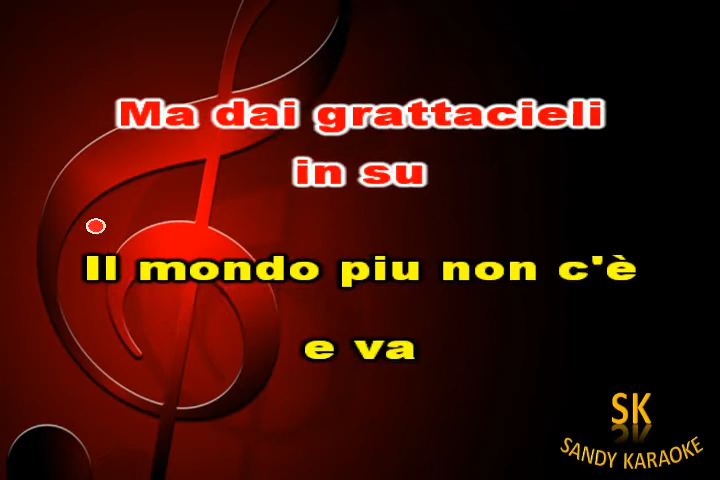 Ma dai grattacieli
in su
Il mondo piu non c'è
e va
SK
SANDY KARAOKE